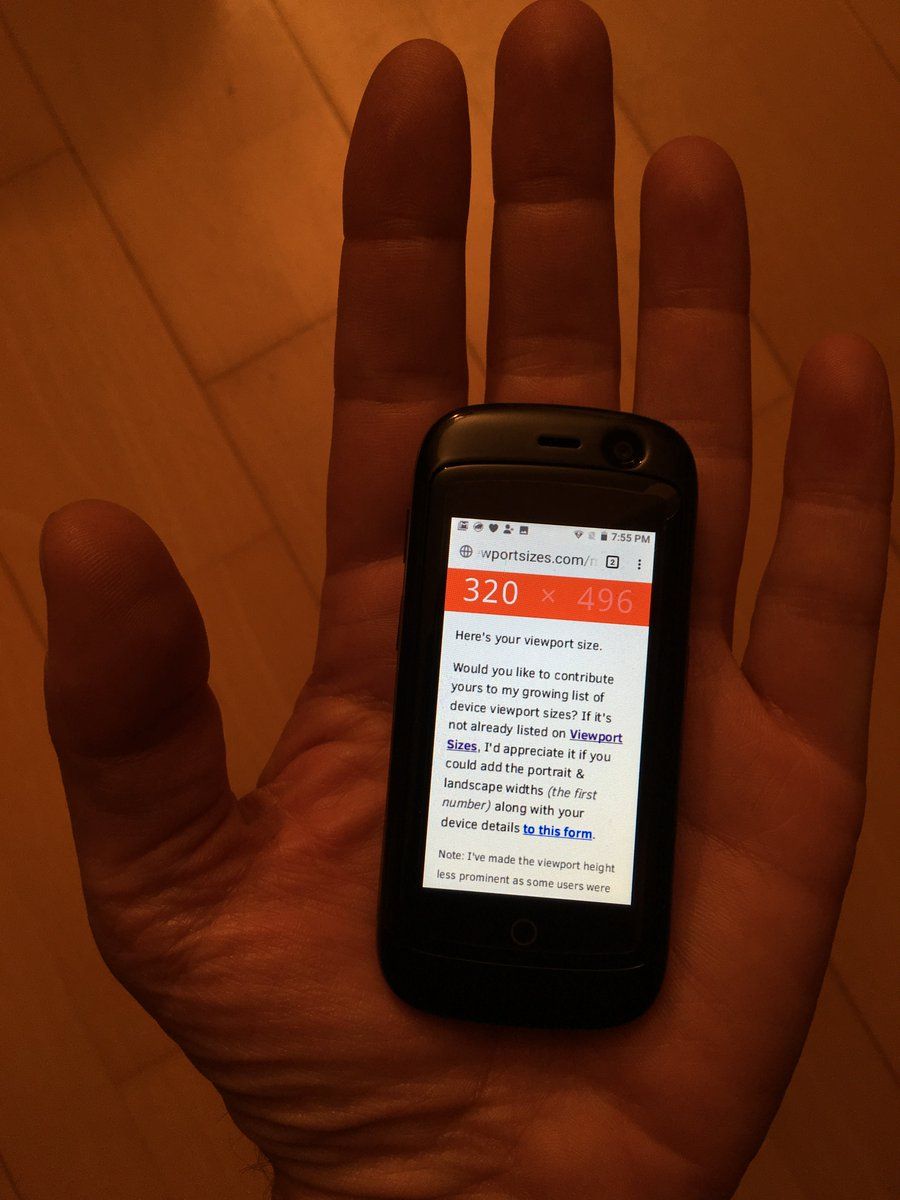 7:55 PM
wportsizes.com/ 2
320 × 496
Here's your viewport size.
Would you like to contribute
yours to my growing list of
device viewport sizes? If it's
not already listed on Viewport
Sizes, I'd appreciate it if you
could add the portrait &
landscape widths (the first
number) along with your
device details to this form.
Note: I've made the viewport height
less prominent as some users were